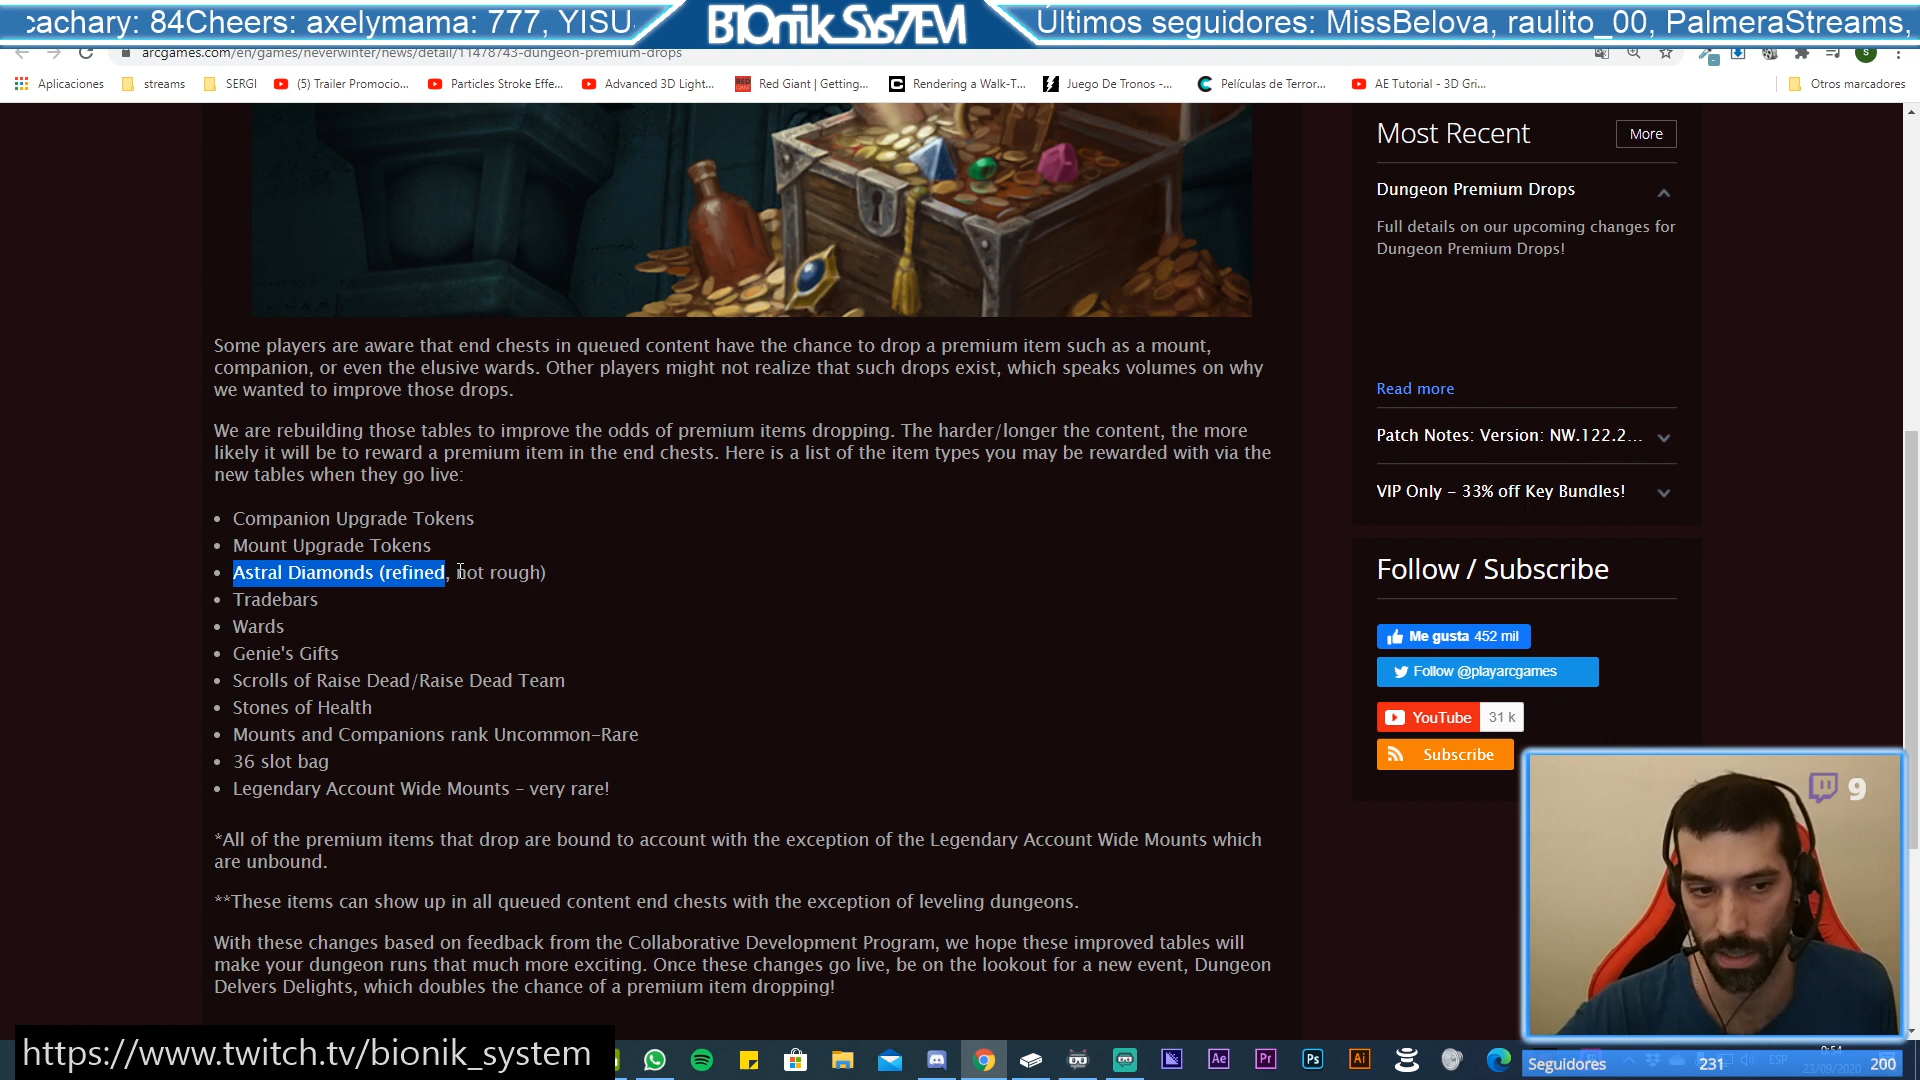 cachary: 84Cheers: axelymama: 777, YISU
BIONIK SYS7EM
Últimos seguidores: MissBelova, raulito_00, PalmeraStreams,
arcgames.com/en/games/neverwinter/news/detail/11478743-dungeon-premium-drops
Aplicaciones streams SERGI (5) Trailer Promocio... Particles Stroke Effe... Advanced 3D Light... Red Giant | Getting... Rendering a Walk-T... Juego De Tronos -... Películas de Terror... AE Tutorial - 3D Gri... Otros marcadores
Some players are aware that end chests in queued content have the chance to drop a premium item such as a mount,
companion, or even the elusive wards. Other players might not realize that such drops exist, which speaks volumes on why
we wanted to improve those drops.
We are rebuilding those tables to improve the odds of premium items dropping. The harder/longer the content, the more
likely it will be to reward a premium item in the end chests. Here is a list of the item types you may be rewarded with via the
new tables when they go live:
• Companion Upgrade Tokens
• Mount Upgrade Tokens
• Astral Diamonds (refined, not rough)
• Tradebars
• Wards
• Genie's Gifts
• Scrolls of Raise Dead/Raise Dead Team
• Stones of Health
• Mounts and Companions rank Uncommon-Rare
• 36 slot bag
• Legendary Account Wide Mounts – very rare!
*All of the premium items that drop are bound to account with the exception of the Legendary Account Wide Mounts which
are unbound.
**These items can show up in all queued content end chests with the exception of leveling dungeons.
With these changes based on feedback from the Collaborative Development Program, we hope these improved tables will
make your dungeon runs that much more exciting. Once these changes go live, be on the lookout for a new event, Dungeon
Delvers Delights, which doubles the chance of a premium item dropping!
Most Recent
More
Dungeon Premium Drops
Full details on our upcoming changes for
Dungeon Premium Drops!
Read more
Patch Notes: Version: NW.122.2...
VIP Only – 33% off Key Bundles!
Follow / Subscribe
Me gusta 452 mil
Follow @playarcgames
YouTube 31 k
Subscribe
9
https://www.twitch.tv/bionik_system
Ae Pr Ps Ai
Seguidores 231 200
ESP
0:54
23/09/2020